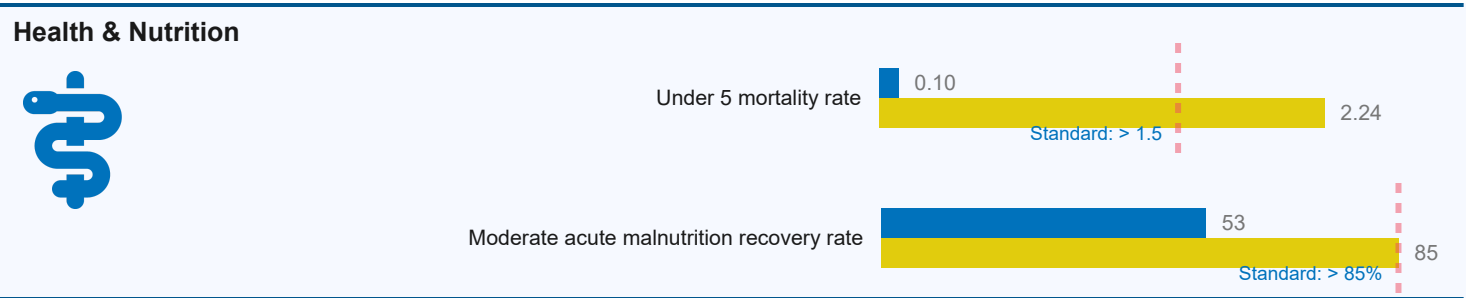 Health & Nutrition
Under 5 mortality rate
0.10
2.24
Standard: > 1.5
Moderate acute malnutrition recovery rate
53
85
Standard: > 85%